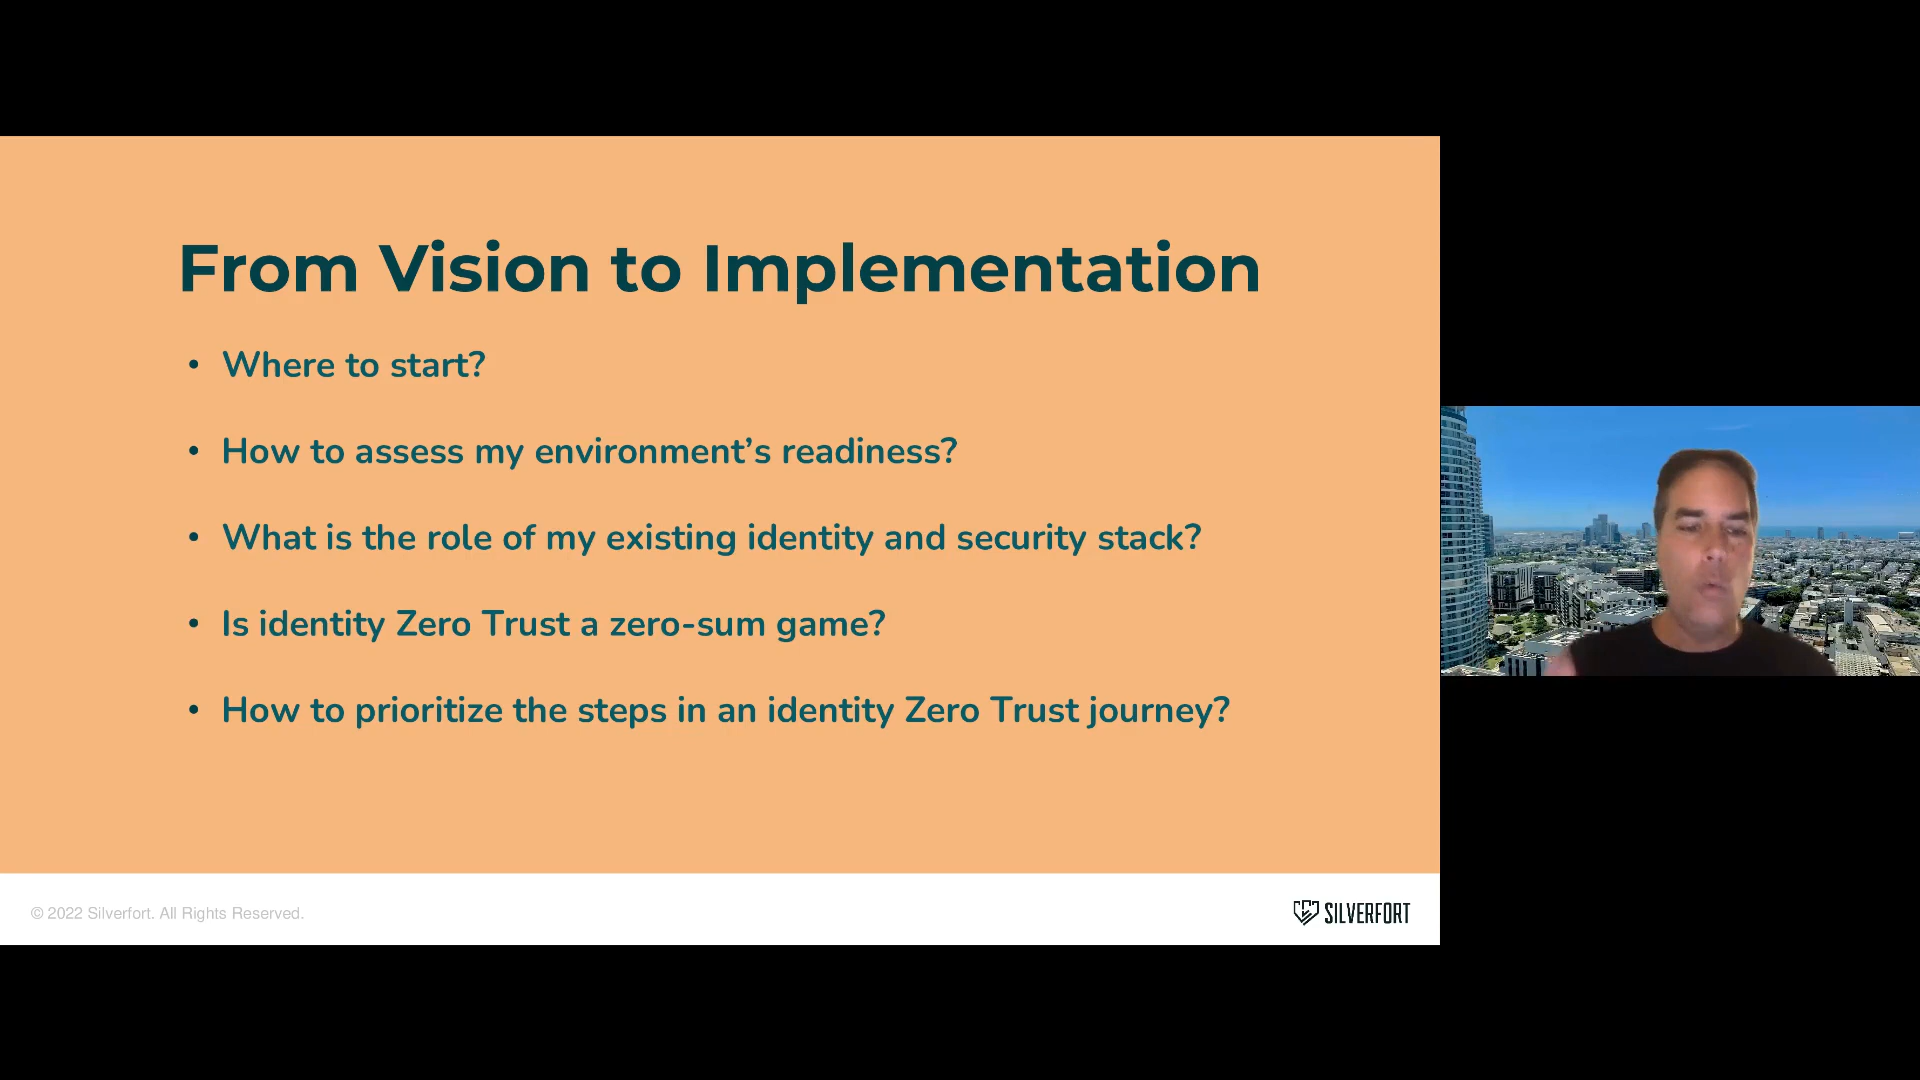 From Vision to Implementation
• Where to start?
• How to assess my environment’s readiness?
• What is the role of my existing identity and security stack?
• Is identity Zero Trust a zero-sum game?
• How to prioritize the steps in an identity Zero Trust journey?
© 2022 Silverfort. All Rights Reserved.
SILVERFORT